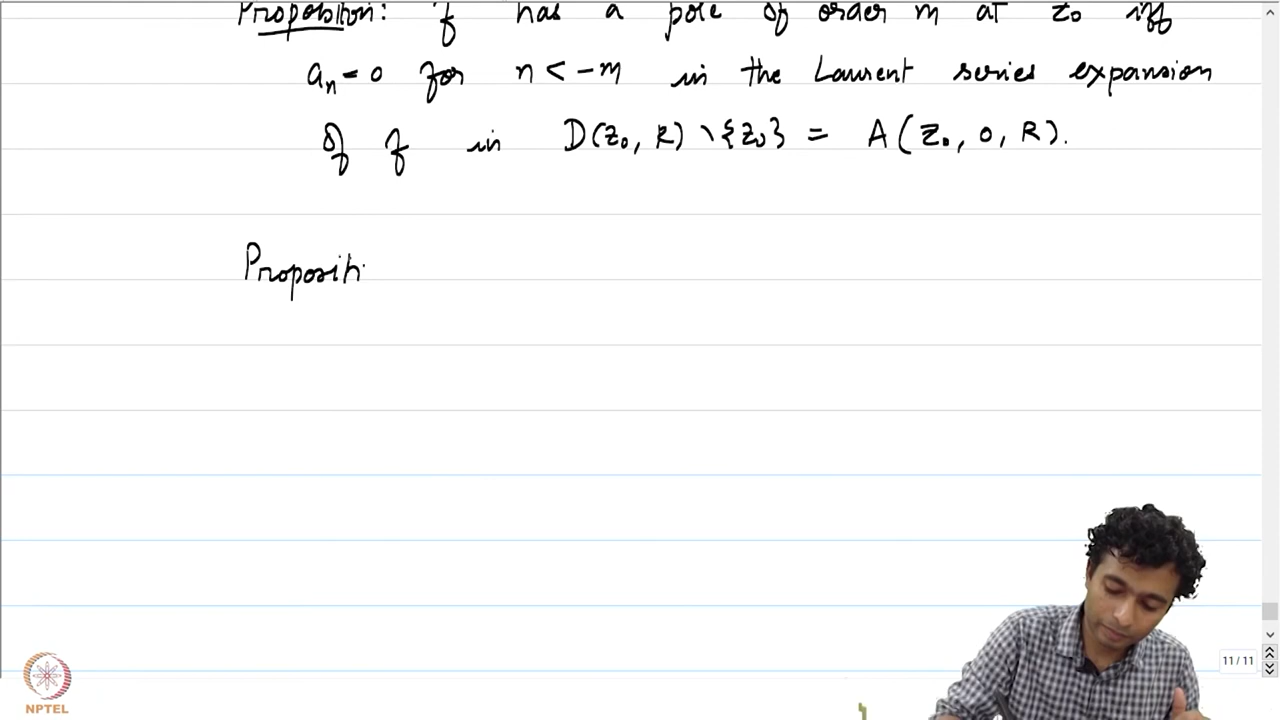 Proposition: f has a pole of order m at z₀ iff
aₙ = 0 for n < -m in the Laurent series expansion
of f in D(z₀, R) \ {z₀} = A(z₀, 0, R).
Propositi
11 / 11
NPTEL